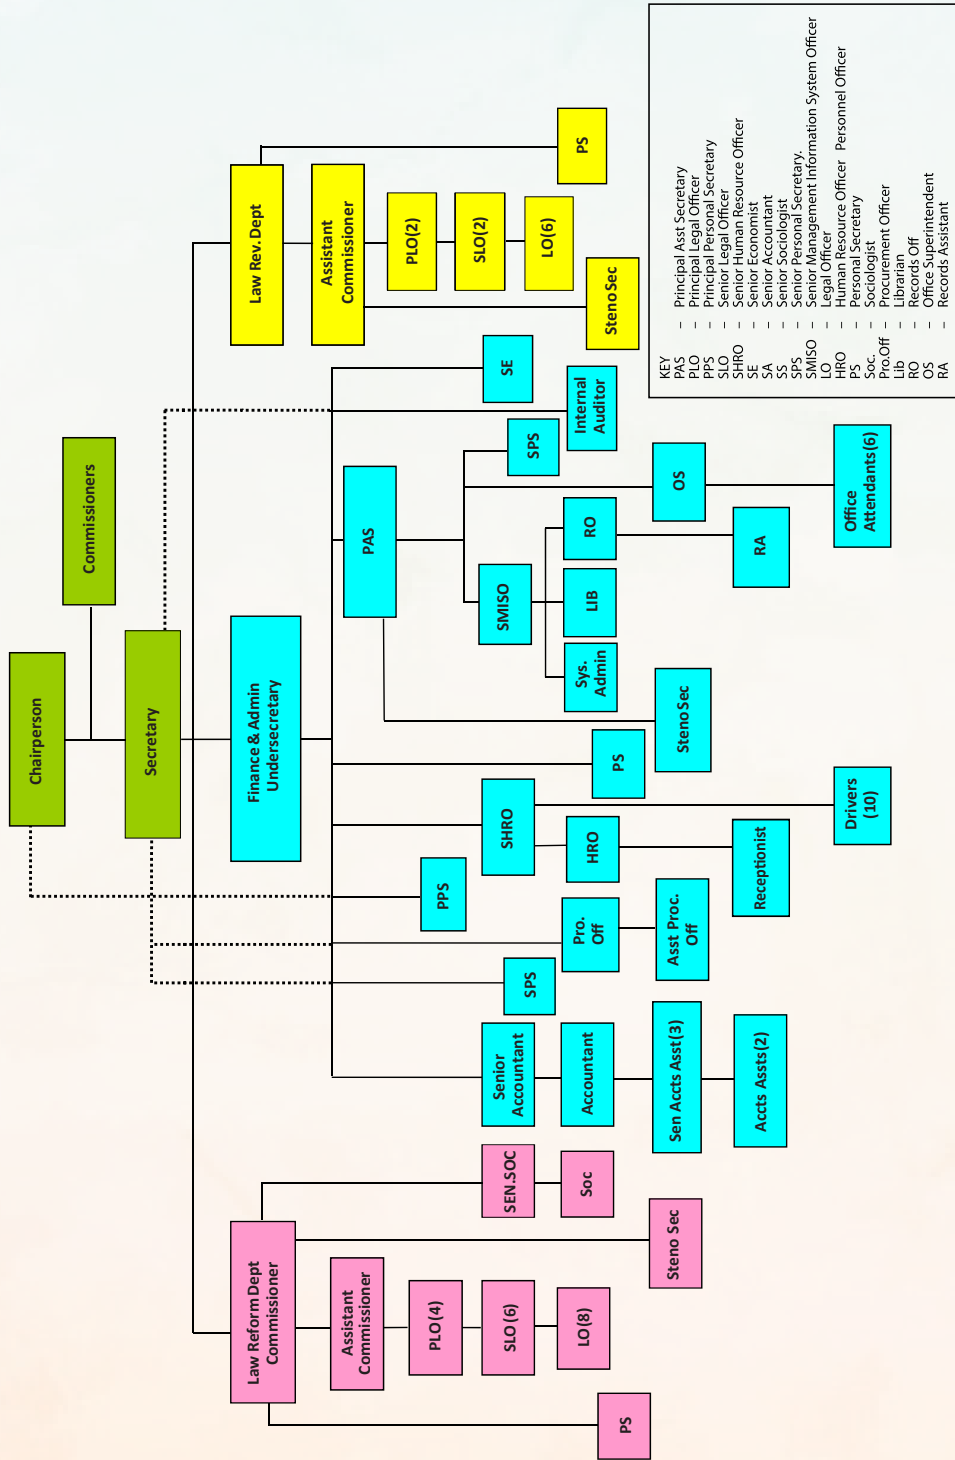 Chairperson
Commissioners
Secretary
Law Reform Dept
Commissioner
Finance & Admin
Undersecretary
Law Rev. Dept
Assistant
Commissioner
PAS
Assistant
Commissioner
PLO(4)
PPS
PLO(2)
SLO (6)
SEN.SOC
Senior
Accountant
SPS
SHRO
SMISO
SPS
SE
SLO(2)
LO(8)
Soc
Accountant
Pro.
Off
HRO
PS
Sys.
Admin
LIB
RO
Internal
Auditor
LO(6)
PS
PS
Steno Sec
Sen Accts Asst(3)
Asst Proc.
Off
Steno Sec
OS
Steno Sec
Accts Assts(2)
Receptionist
RA
Drivers
(10)
Office
Attendants(6)
KEY
PAS – Principal Asst Secretary
PLO – Principal Legal Officer
PPS – Principal Personal Secretary
SLO – Senior Legal Officer
SHRO – Senior Human Resource Officer
SE – Senior Economist
SA – Senior Accountant
SS – Senior Sociologist
SPS – Senior Personal Secretary.
SMISO – Senior Management Information System Officer
LO – Legal Officer
HRO – Human Resource Officer Personnel Officer
PS – Personal Secretary
Soc. – Sociologist
Pro.Off – Procurement Officer
Lib – Librarian
RO – Records Off
OS – Office Superintendent
RA – Records Assistant